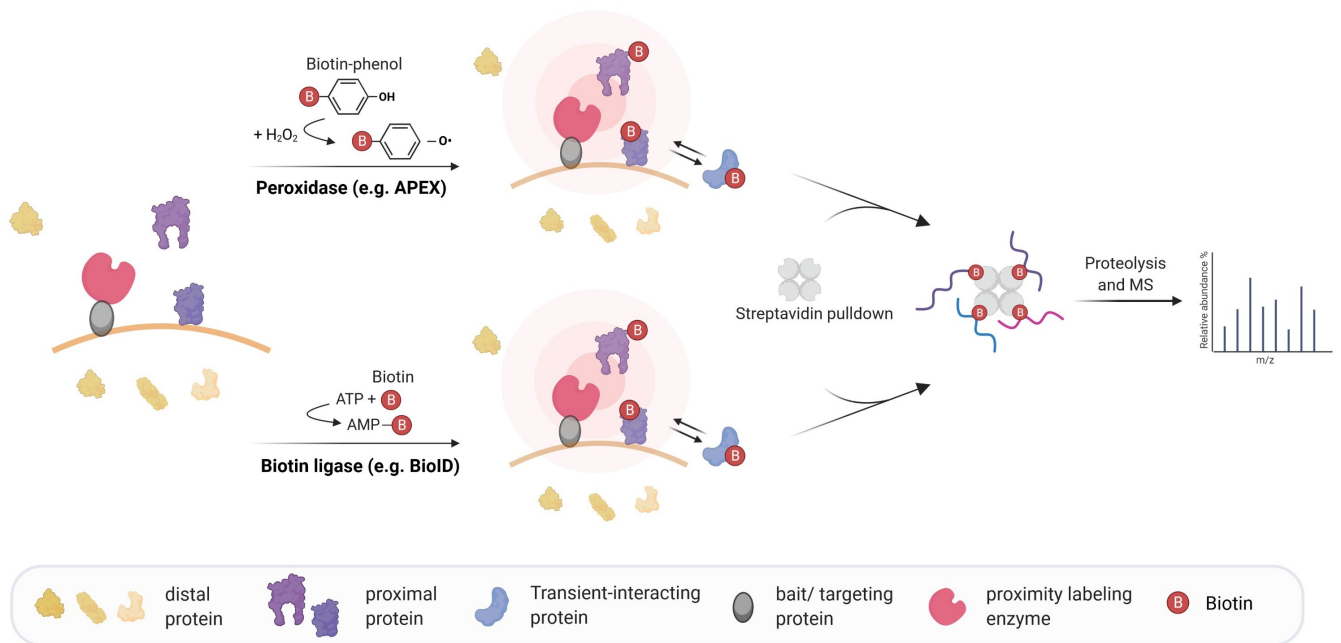 Biotin-phenol
B
OH
+ H₂O₂
B
O•
Peroxidase (e.g. APEX)
B
B
B
Biotin
ATP + B
AMP B
Biotin ligase (e.g. BioID)
B
B
B
Streptavidin pulldown
B
B
B
B
Proteolysis
and MS
Relative abundance %
m/z
distal
protein
proximal
protein
Transient-interacting
protein
bait/ targeting
protein
proximity labeling
enzyme
B
Biotin